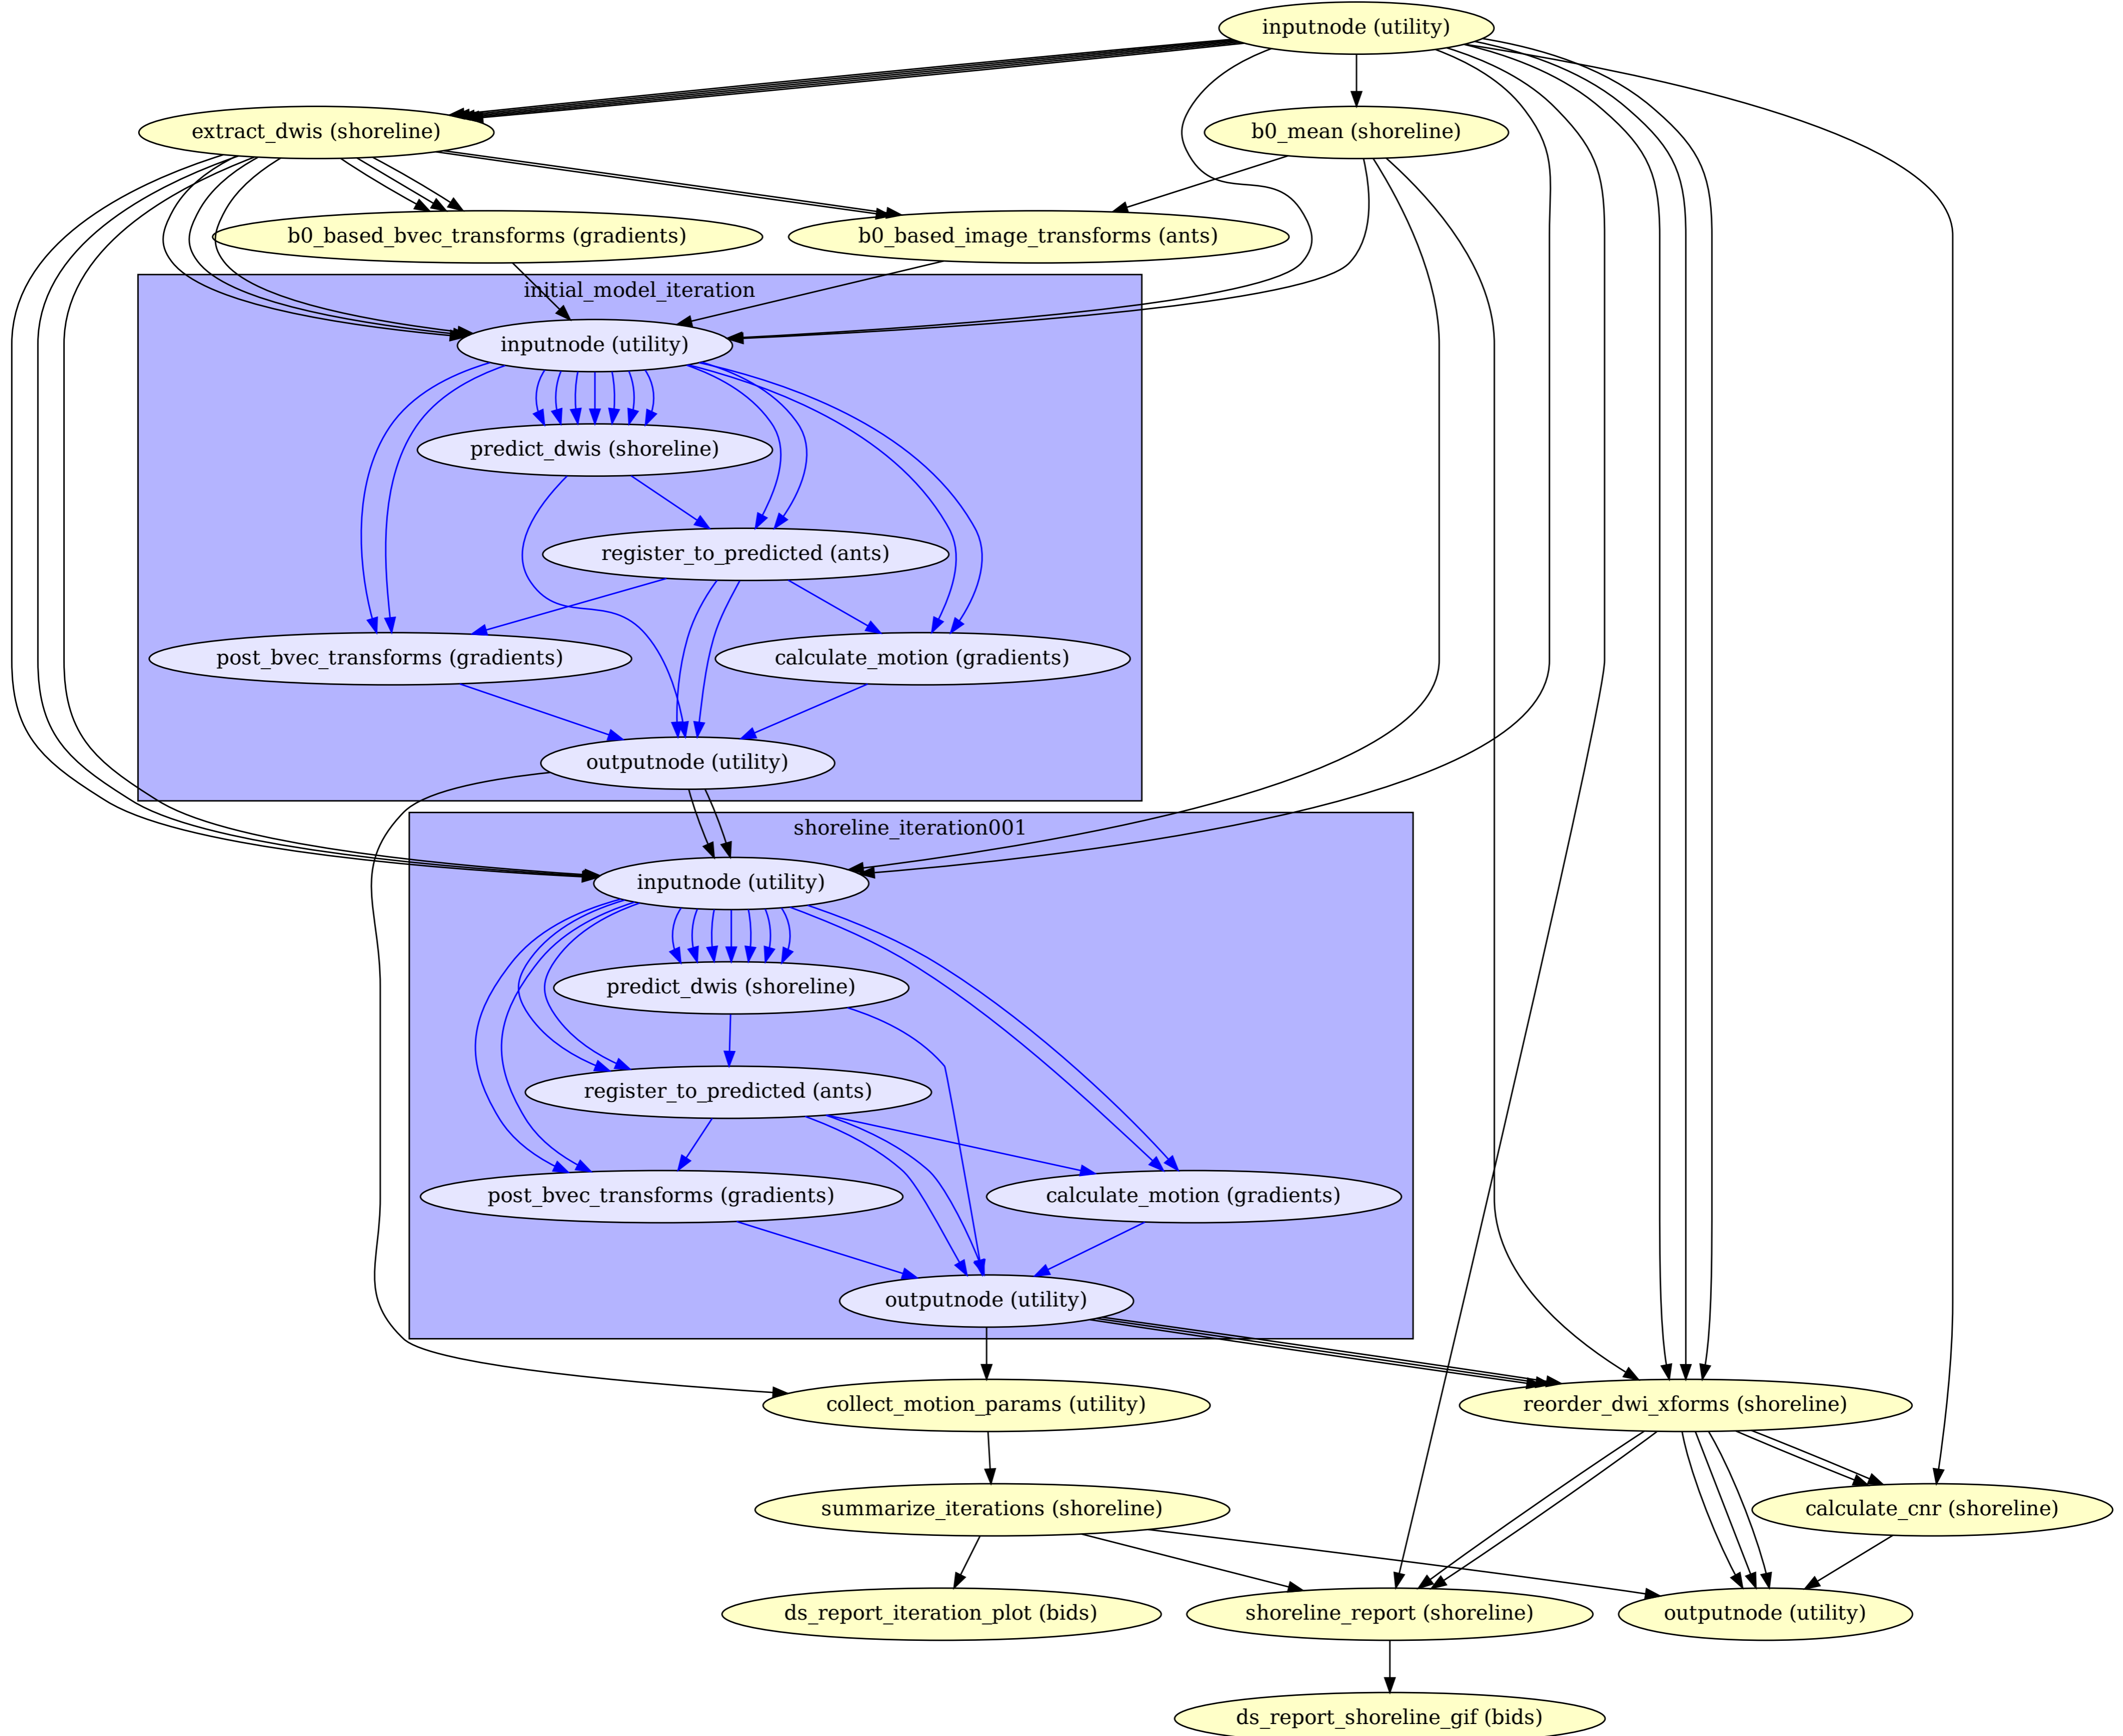 inputnode (utility)
extract_dwis (shoreline)
b0_mean (shoreline)
b0_based_bvec_transforms (gradients)
b0_based_image_transforms (ants)
initial_model_iteration
inputnode (utility)
predict_dwis (shoreline)
register_to_predicted (ants)
post_bvec_transforms (gradients)
calculate_motion (gradients)
outputnode (utility)
shoreline_iteration001
inputnode (utility)
predict_dwis (shoreline)
register_to_predicted (ants)
post_bvec_transforms (gradients)
calculate_motion (gradients)
outputnode (utility)
collect_motion_params (utility)
reorder_dwi_xforms (shoreline)
summarize_iterations (shoreline)
calculate_cnr (shoreline)
ds_report_iteration_plot (bids)
shoreline_report (shoreline)
outputnode (utility)
ds_report_shoreline_gif (bids)